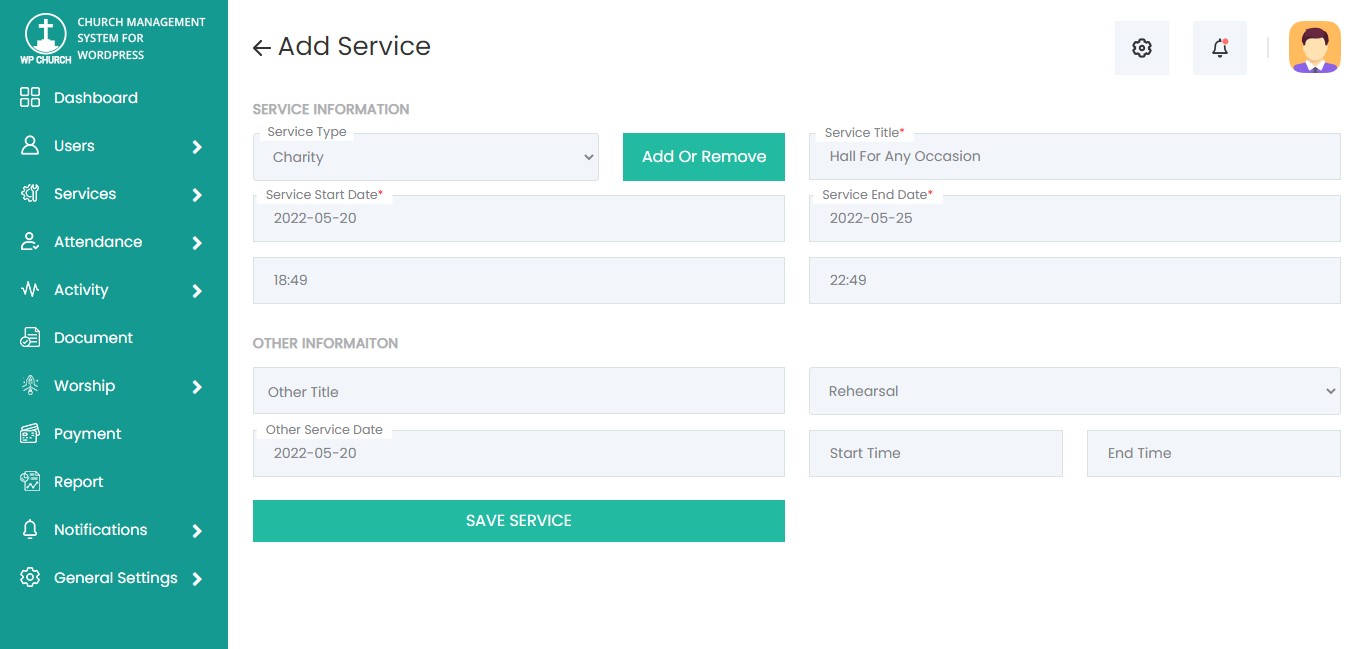 CHURCH MANAGEMENT
SYSTEM FOR
WORDPRESS
WP CHURCH
Dashboard
Users
Services
Attendance
Activity
Document
Worship
Payment
Report
Notifications
General Settings
Add Service
SERVICE INFORMATION
Service Type
Charity
Add Or Remove
Service Title*
Hall For Any Occasion
Service Start Date*
2022-05-20
Service End Date*
2022-05-25
18:49
22:49
OTHER INFORMAITON
Other Title
Rehearsal
Other Service Date
2022-05-20
Start Time
End Time
SAVE SERVICE